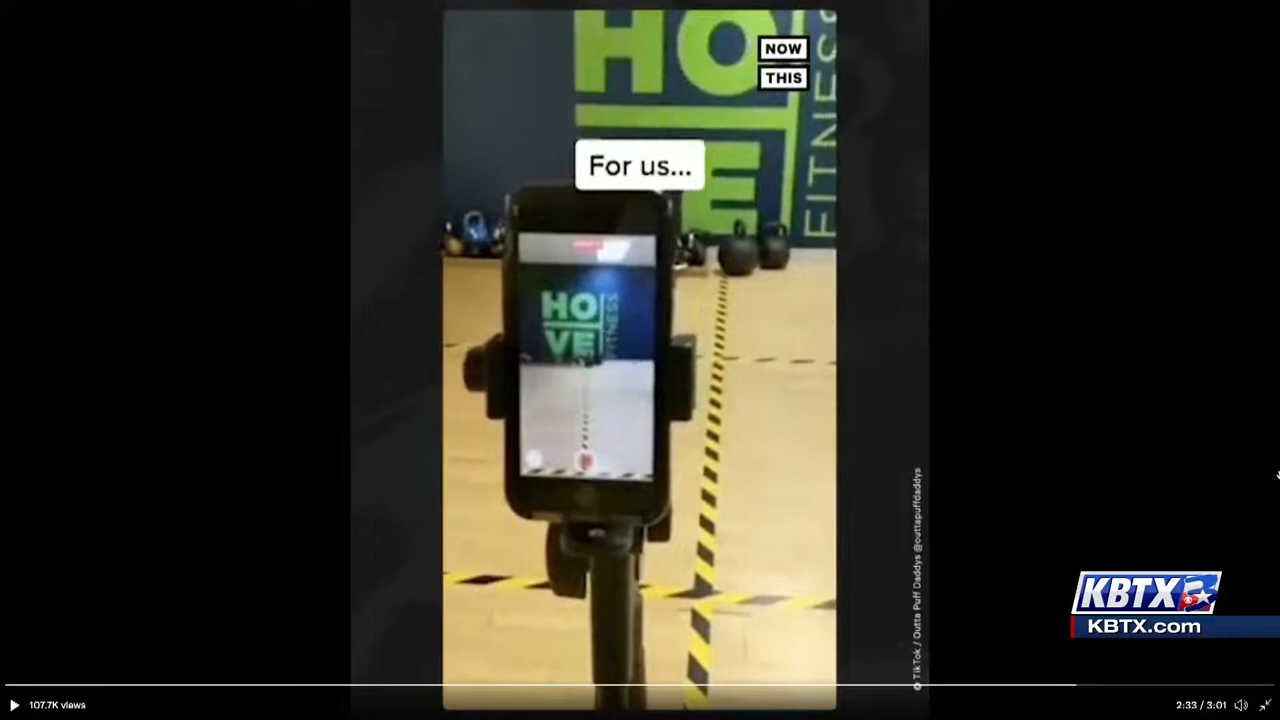 HO
VE
FITNESS
NOW
THIS
For us...
HO
VE
FITNESS
© TikTok / Outta Puff Daddys @outtapuffdaddys
KBTX
KBTX.com
107.7K views
2:33 / 3:01